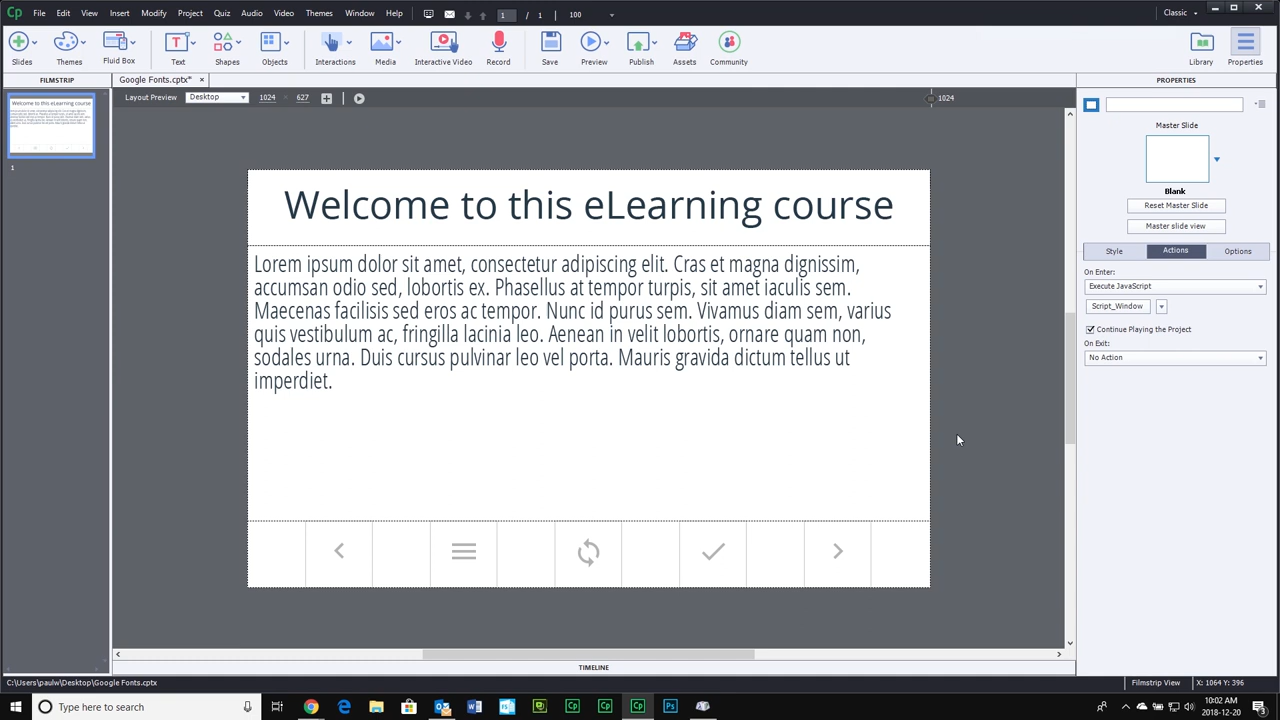 Cp File Edit View Insert Modify Project Quiz Audio Video Themes Window Help 1 / 1 100 Classic
Slides Themes Fluid Box Text Shapes Objects Interactions Media Interactive Video Record Save Preview Publish Assets Community Library Properties
FILMSTRIP Google Fonts.cptx* × PROPERTIES
Layout Preview Desktop 1024 × 627 1024
Welcome to this eLearning course
1
Master Slide
Blank
Reset Master Slide
Master slide view
Style Actions Options
On Enter:
Execute JavaScript
Script_Window
Continue Playing the Project
On Exit:
No Action
Welcome to this eLearning course
Lorem ipsum dolor sit amet, consectetur adipiscing elit. Cras et magna dignissim,
accumsan odio sed, lobortis ex. Phasellus at tempor turpis, sit amet iaculis sem.
Maecenas facilisis sed eros ac tempor. Nunc id purus sem. Vivamus diam sem, varius
quis vestibulum ac, fringilla lacinia leo. Aenean in velit lobortis, ornare quam non,
sodales urna. Duis cursus pulvinar leo vel porta. Mauris gravida dictum tellus ut
imperdiet.
TIMELINE
C:\Users\paulw\Desktop\Google Fonts.cptx Filmstrip View X: 1064 Y: 396
Type here to search
10:02 AM
2018-12-20
3